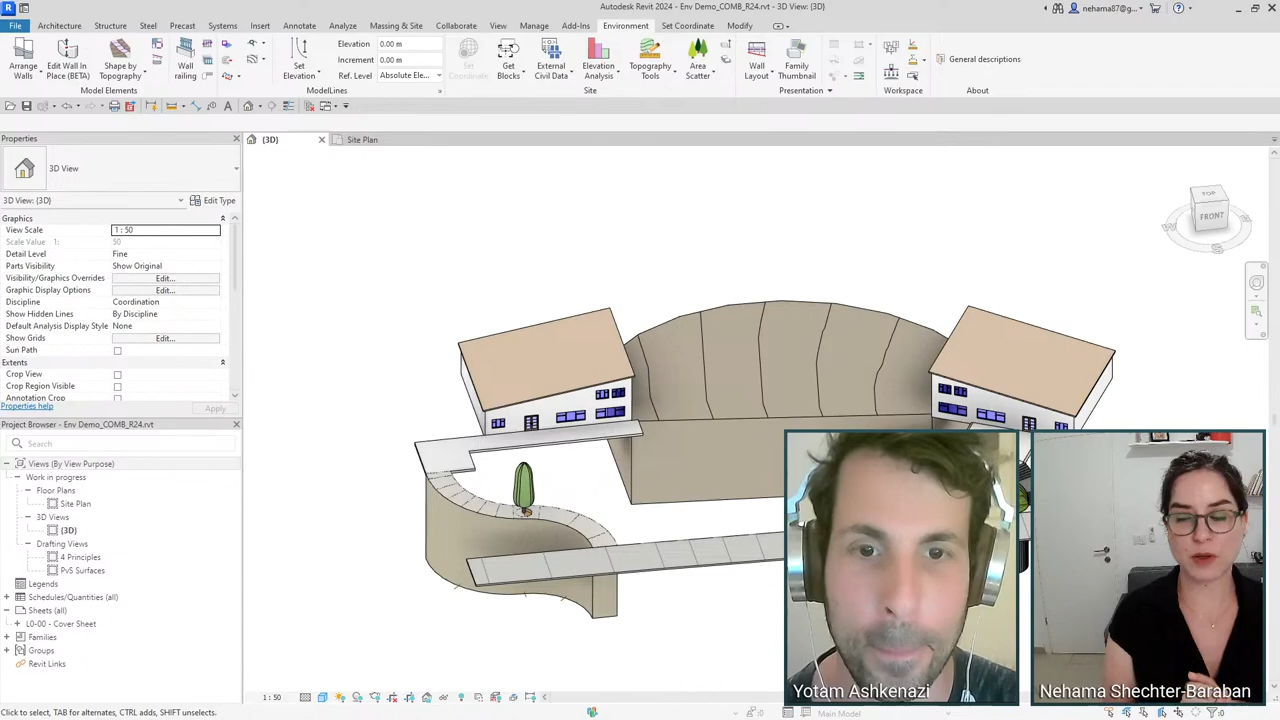 Autodesk Revit 2024 - Env Demo_COMB_R24.rvt - 3D View: {3D}
nehama87@g...
File Architecture Structure Steel Precast Systems Insert Annotate Analyze Massing & Site Collaborate View Manage Add-Ins Environment Set Coordinate Modify
Arrange Walls
Edit Wall In Place (BETA)
Shape by Topography
Wall railing
Model Elements
Set Elevation
Elevation 0.00 m
Increment 0.00 m
Ref. Level Absolute Ele...
ModelLines
Set Coordinate
Get Blocks
External Civil Data
Elevation Analysis
Topography Tools
Area Scatter
Site
Wall Layout
Family Thumbnail
Presentation
Workspace
General descriptions
About
Properties
{3D}
Site Plan
3D View
3D View: {3D}
Edit Type
Graphics
View Scale 1 : 50
Scale Value 1: 50
Detail Level Fine
Parts Visibility Show Original
Visibility/Graphics Overrides Edit...
Graphic Display Options Edit...
Discipline Coordination
Show Hidden Lines By Discipline
Default Analysis Display Style None
Show Grids Edit...
Sun Path
Extents
Crop View
Crop Region Visible
Annotation Crop
Properties help
Apply
Project Browser - Env Demo_COMB_R24.rvt
Search
Views (By View Purpose)
Work in progress
Floor Plans
Site Plan
3D Views
{3D}
Drafting Views
4 Principles
PvS Surfaces
Legends
Schedules/Quantities (all)
Sheets (all)
L0-00 - Cover Sheet
Families
Groups
Revit Links
TOP
FRONT
Yotam Ashkenazi
Nehama Shechter-Baraban
1 : 50
Click to select, TAB for alternates, CTRL adds, SHIFT unselects.
:0
Main Model
:0